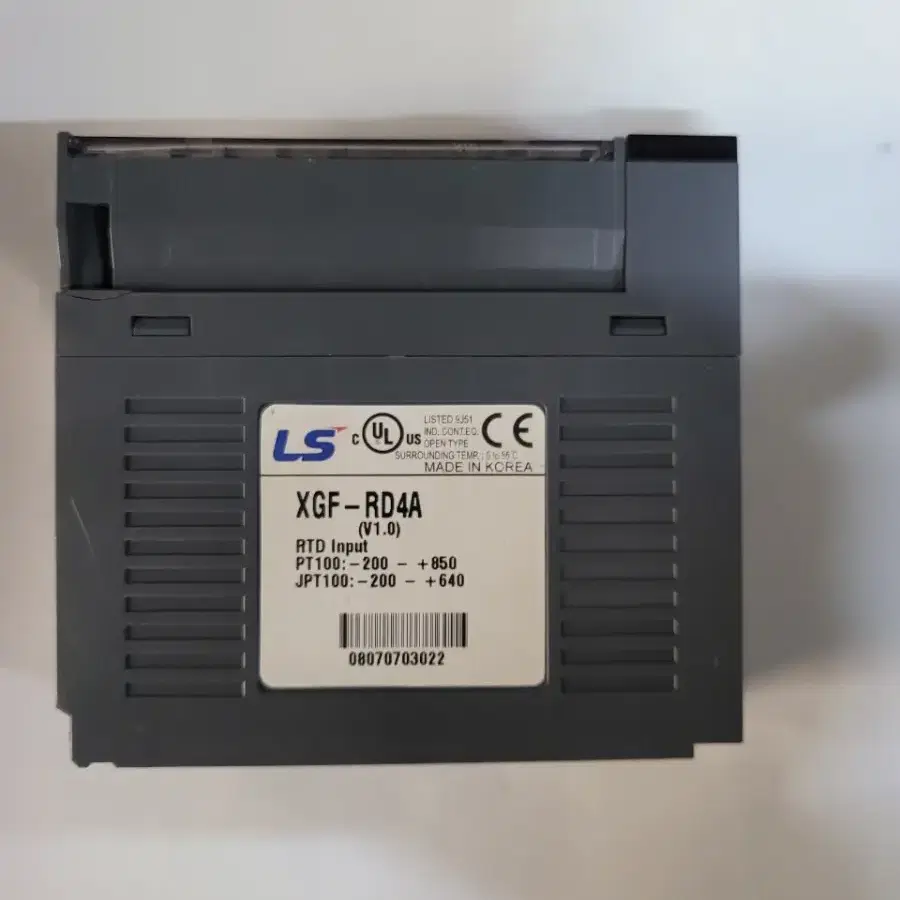 LS
C UL US
LISTED 9J51
IND. CONT.EQ.
OPEN TYPE
CE
SURROUNDING TEMP. : 0 to 55°C
MADE IN KOREA
XGF-RD4A
(V1.0)
RTD Input
PT100:-200 - +850
JPT100:-200 - +640
08070703022